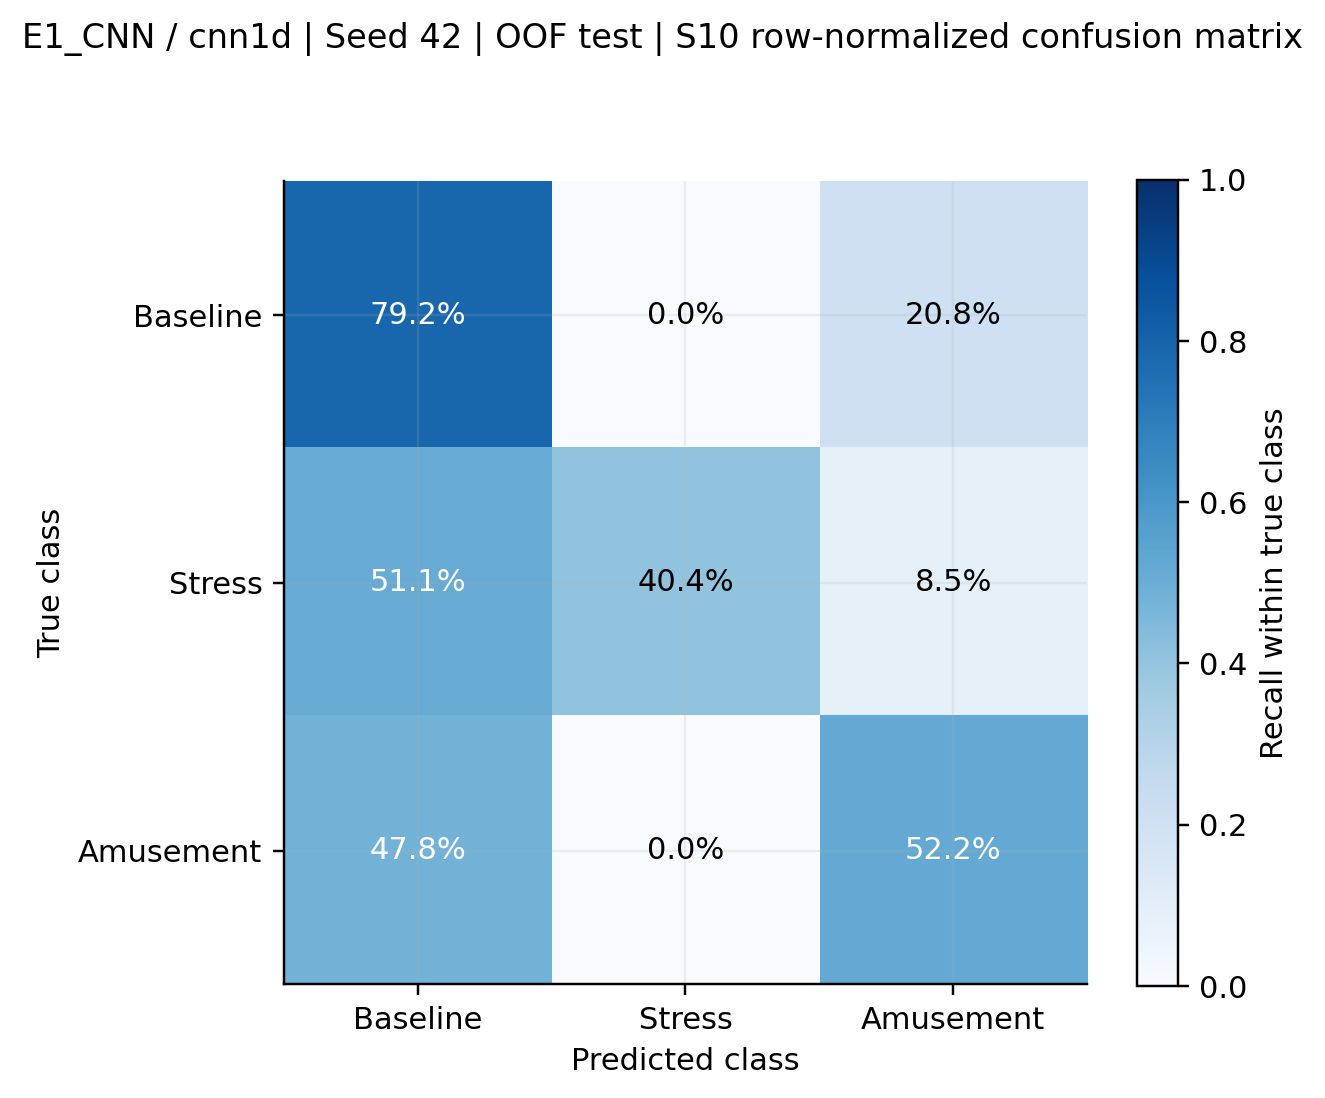 E1_CNN / cnn1d | Seed 42 | OOF test | S10 row-normalized confusion matrix
1.0
0.8
0.6
0.4
0.2
0.0
Recall within true class
True class
Baseline
79.2%
0.0%
20.8%
Stress
51.1%
40.4%
8.5%
Amusement
47.8%
0.0%
52.2%
Baseline
Stress
Amusement
Predicted class